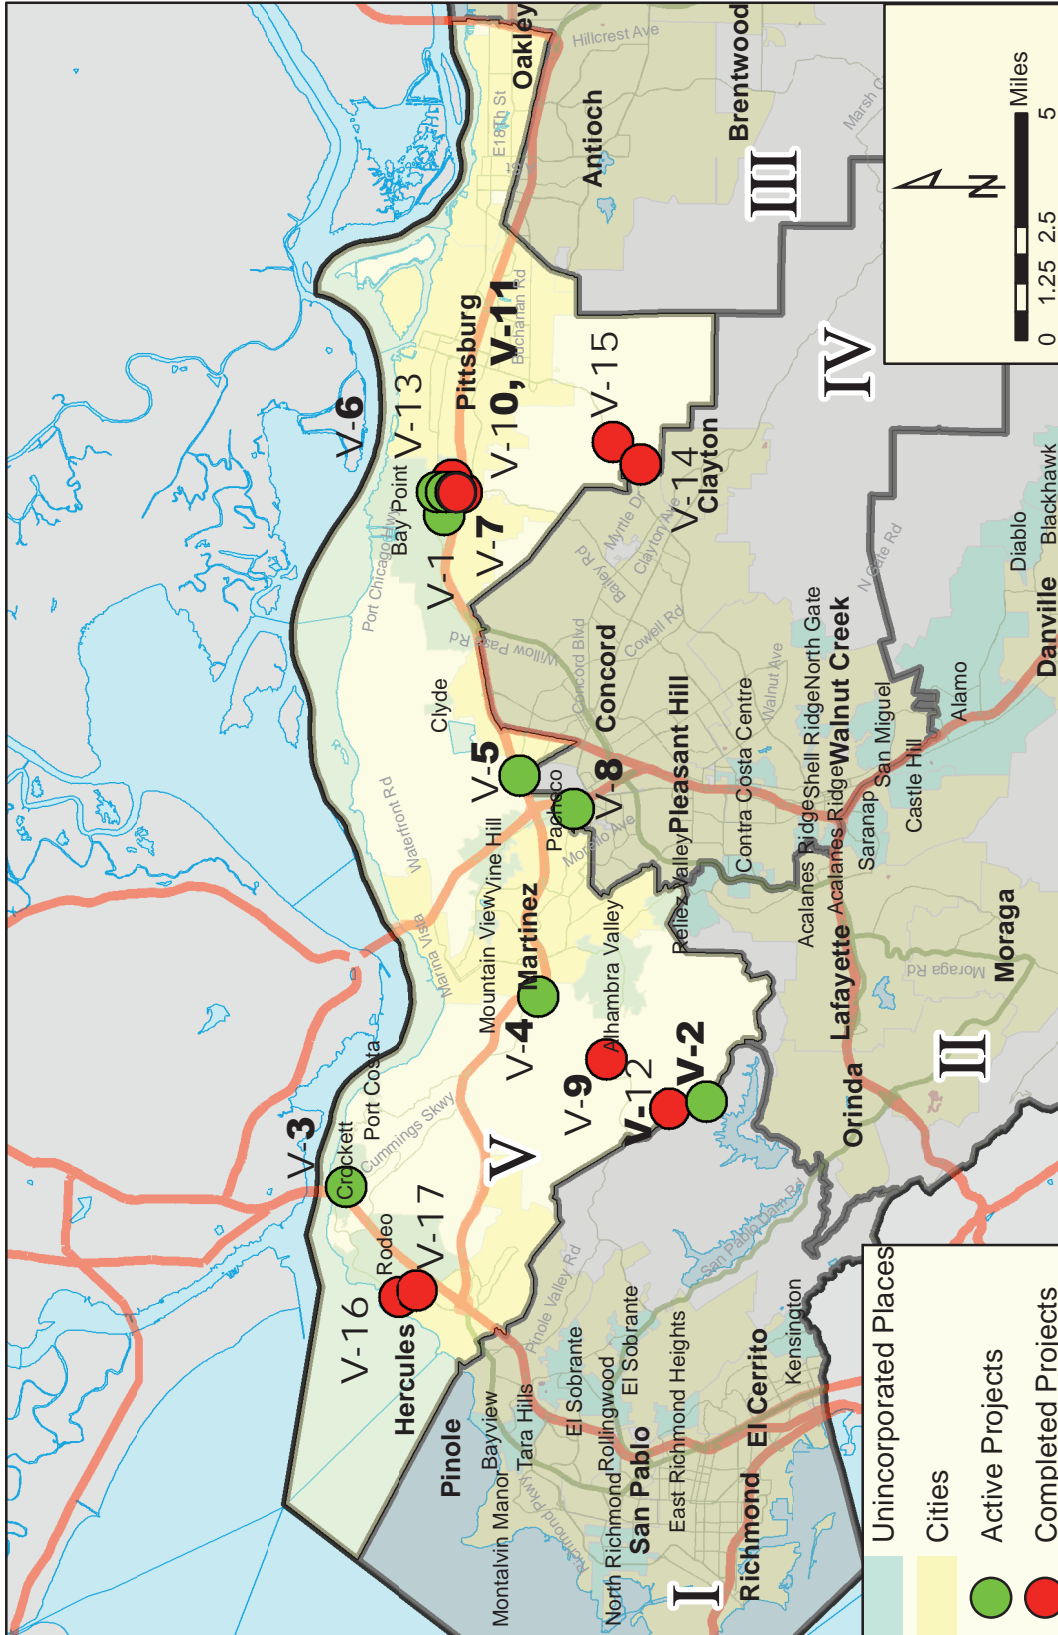 V-3
Crockett
Port Costa
Cummings Skwy
Rodeo
V-16
V-17
Hercules
V
Pinole
Bayview
Tara Hills
Montalvin Manor
Pinole Valley Rd
El Sobrante
El Sobrante
Rollingwood
North Richmond
Richmond Pkwy
San Pablo
East Richmond Heights
San Pablo Dam Rd
Richmond
El Cerrito
Kensington
I
V-6
V-13
Bay Point
Port Chicago Hwy
V-1
V-7
V-10, V-11
Pittsburg
Buchanan Rd
E 18Th St
Oakley
Hillcrest Ave
Antioch
Brentwood
III
Marsh C
V-15
V-14
Clayton
IV
Myrtle Dr
Clayton Ave
Bailey Rd
Willow Pass Rd
Concord Blvd
Cowell Rd
Concord
Clyde
V-5
Waterfront Rd
Pacheco
V-8
Morello Ave
Vine Hill
Mountain View
Marina Vista
Martinez
V-4
Alhambra Valley
V-9
V-12
V-2
Reliez Valley
Pleasant Hill
Contra Costa Centre
Walnut Ave
N Gate Rd
North Gate
Shell Ridge
Acalanes Ridge
Walnut Creek
Acalanes Ridge
San Miguel
Saranap
Castle Hill
Alamo
Diablo
Blackhawk
Danville
Lafayette
Orinda
Moraga Rd
Moraga
II
N
0 1.25 2.5 5
Miles
Unincorporated Places
Cities
Active Projects
Completed Projects